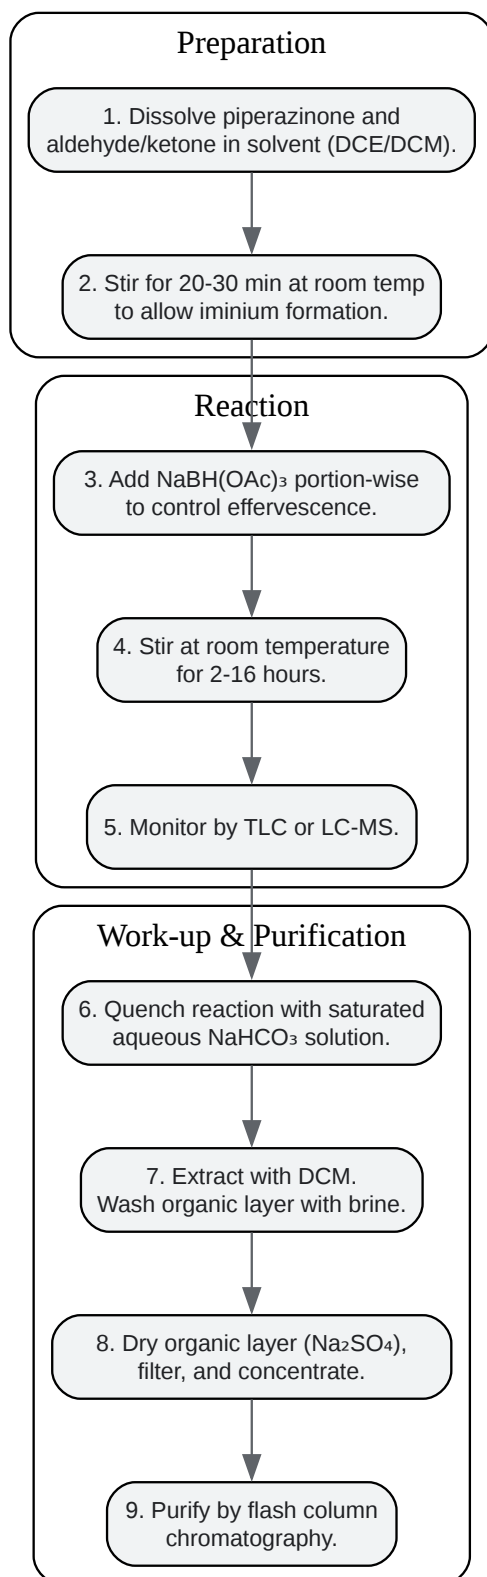 Preparation
1. Dissolve piperazinone and
aldehyde/ketone in solvent (DCE/DCM).
2. Stir for 20-30 min at room temp
to allow iminium formation.
Reaction
3. Add NaBH(OAc)₃ portion-wise
to control effervescence.
4. Stir at room temperature
for 2-16 hours.
5. Monitor by TLC or LC-MS.
Work-up & Purification
6. Quench reaction with saturated
aqueous NaHCO₃ solution.
7. Extract with DCM.
Wash organic layer with brine.
8. Dry organic layer (Na₂SO₄),
filter, and concentrate.
9. Purify by flash column
chromatography.